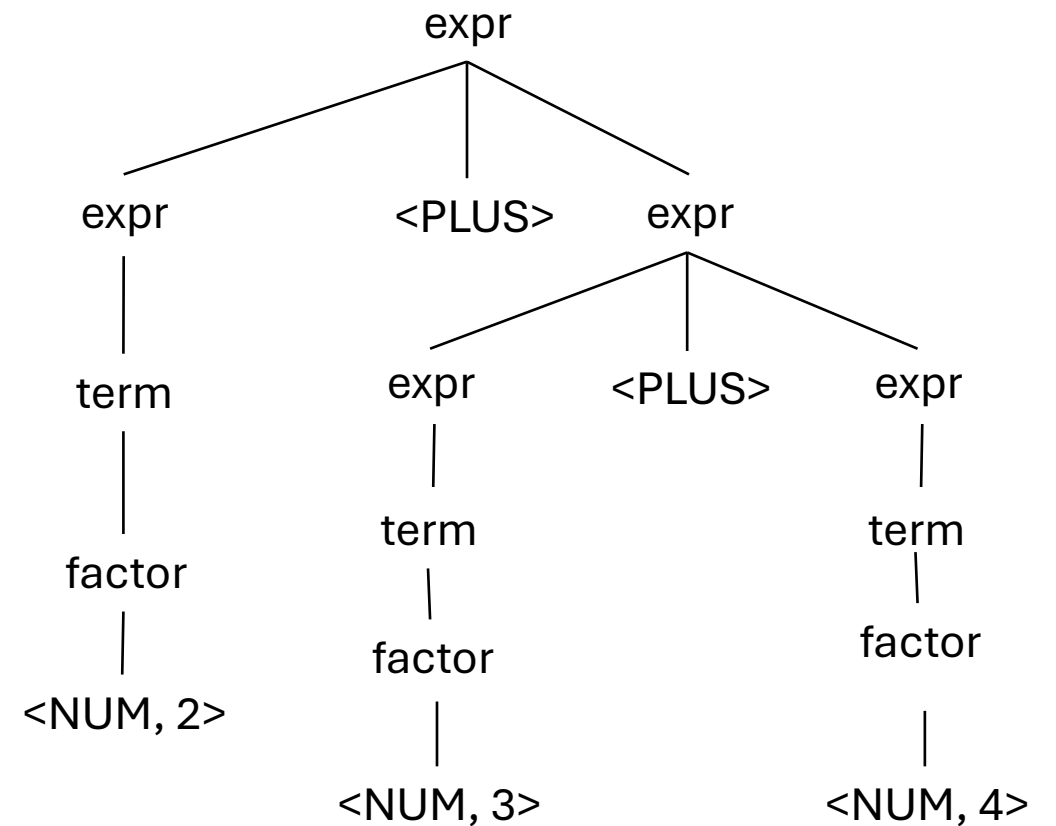 expr
expr <PLUS> expr
expr <PLUS> expr
term
term term
factor
factor
factor
<NUM, 2>
<NUM, 3> <NUM, 4>